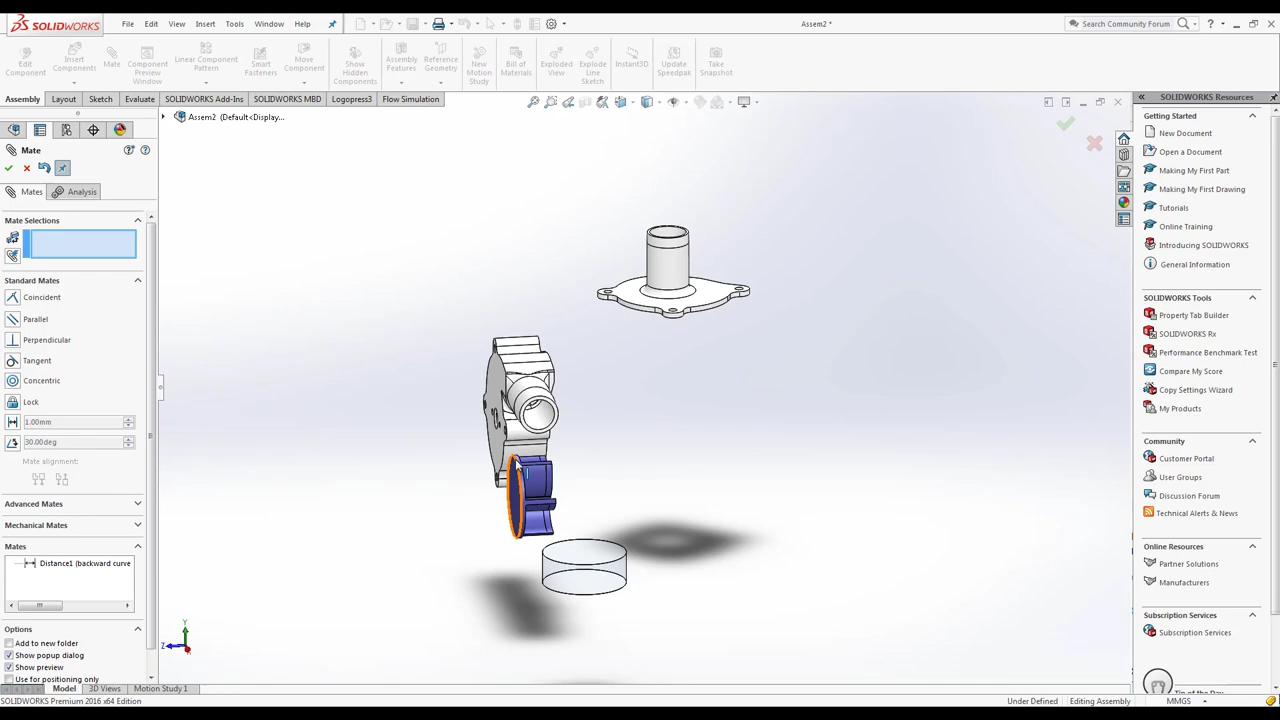 SOLIDWORKS File Edit View Insert Tools Window Help Assem2 * Search Community Forum ?
Edit Component
Insert Components
Mate
Component Preview Window
Linear Component Pattern
Smart Fasteners
Move Component
Show Hidden Components
Assembly Features
Reference Geometry
New Motion Study
Bill of Materials
Exploded View
Explode Line Sketch
Instant3D
Update Speedpak
Take Snapshot
Assembly Layout Sketch Evaluate SOLIDWORKS Add-Ins SOLIDWORKS MBD Logopress3 Flow Simulation
Assem2 (Default<Display...
Mate
Mates Analysis
Mate Selections
Standard Mates
Coincident
Parallel
Perpendicular
Tangent
Concentric
Lock
1.00mm
30.00deg
Mate alignment:
Advanced Mates
Mechanical Mates
Mates
Distance1 (backward curve
Options
Add to new folder
Show popup dialog
Show preview
Use for positioning only
Y
Z
SOLIDWORKS Resources
Getting Started
New Document
Open a Document
Making My First Part
Making My First Drawing
Tutorials
Online Training
Introducing SOLIDWORKS
General Information
SOLIDWORKS Tools
Property Tab Builder
SOLIDWORKS Rx
Performance Benchmark Test
Compare My Score
Copy Settings Wizard
My Products
Community
Customer Portal
User Groups
Discussion Forum
Technical Alerts & News
Online Resources
Partner Solutions
Manufacturers
Subscription Services
Subscription Services
Tip of the Day
Model 3D Views Motion Study 1
SOLIDWORKS Premium 2016 x64 Edition Under Defined Editing Assembly MMGS